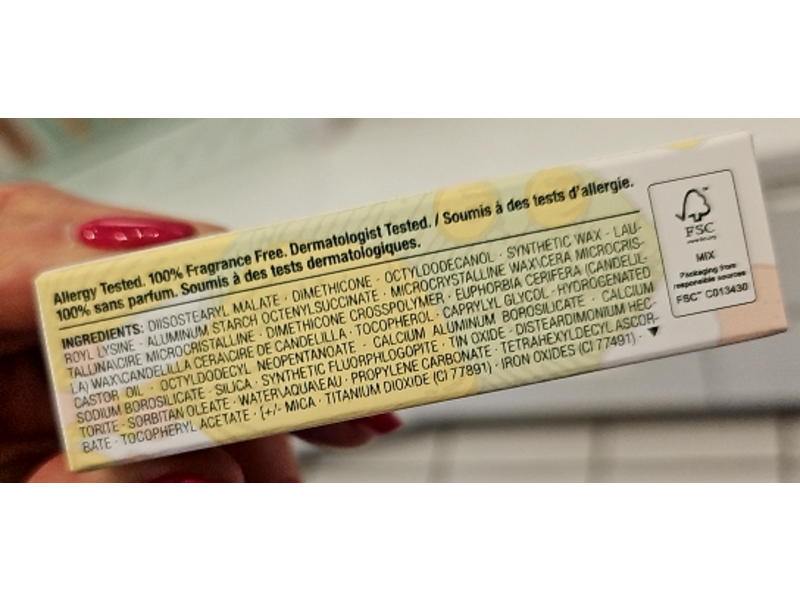 Allergy Tested. 100% Fragrance Free. Dermatologist Tested. / Soumis à des tests d'allergie.
100% sans parfum. Soumis à des tests dermatologiques.
INGREDIENTS: DIISOSTEARYL MALATE · DIMETHICONE · OCTYLDODECANOL · SYNTHETIC WAX · LAU-
ROYL LYSINE · ALUMINUM STARCH OCTENYLSUCCINATE · MICROCRYSTALLINE WAX\CERA MICROCRIS-
TALLINA\CIRE MICROCRISTALLINE · DIMETHICONE CROSSPOLYMER · EUPHORBIA CERIFERA (CANDELIL-
LA) WAX\CANDELILLA CERA\CIRE DE CANDELILLA · TOCOPHEROL · CAPRYLYL GLYCOL · HYDROGENATED
CASTOR OIL · OCTYLDODECYL NEOPENTANOATE · CALCIUM ALUMINUM BOROSILICATE · CALCIUM
SODIUM BOROSILICATE · SILICA · SYNTHETIC FLUORPHLOGOPITE · TIN OXIDE · DISTEARDIMONIUM HEC-
TORITE · SORBITAN OLEATE · WATER\AQUA\EAU · PROPYLENE CARBONATE · TETRAHEXYLDECYL ASCOR-
BATE · TOCOPHERYL ACETATE · [+/- MICA · TITANIUM DIOXIDE (CI 77891) · IRON OXIDES (CI 77491) ·
FSC
www.fsc.org
MIX
Packaging from
responsible sources
FSC™ C013430